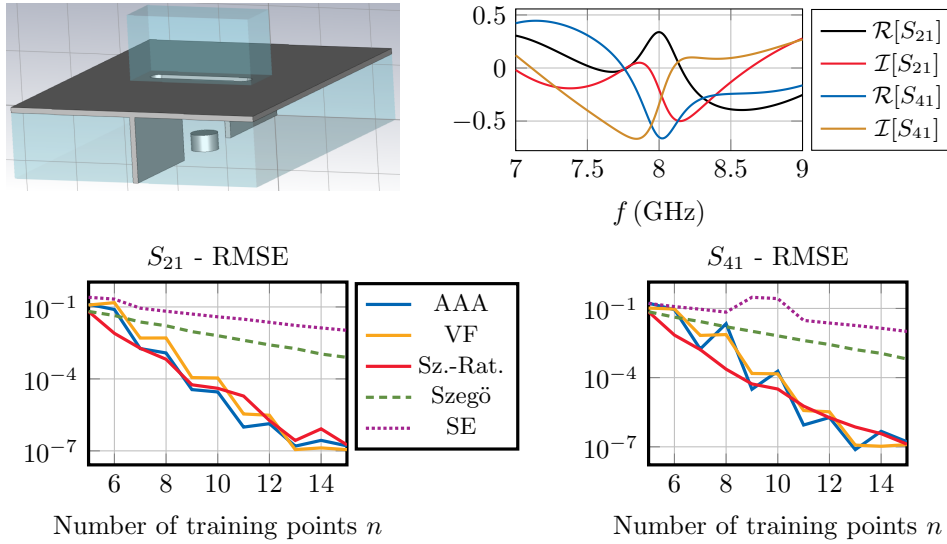 0.5
0
−0.5
7
7.5
8
8.5
9
f (GHz)
ℛ[S₂₁]
ℐ[S₂₁]
ℛ[S₄₁]
ℐ[S₄₁]
S₂₁ - RMSE
10⁻¹
10⁻⁴
10⁻⁷
6
8
10
12
14
Number of training points n
AAA
VF
Sz.-Rat.
Szegö
SE
S₄₁ - RMSE
10⁻¹
10⁻⁴
10⁻⁷
6
8
10
12
14
Number of training points n